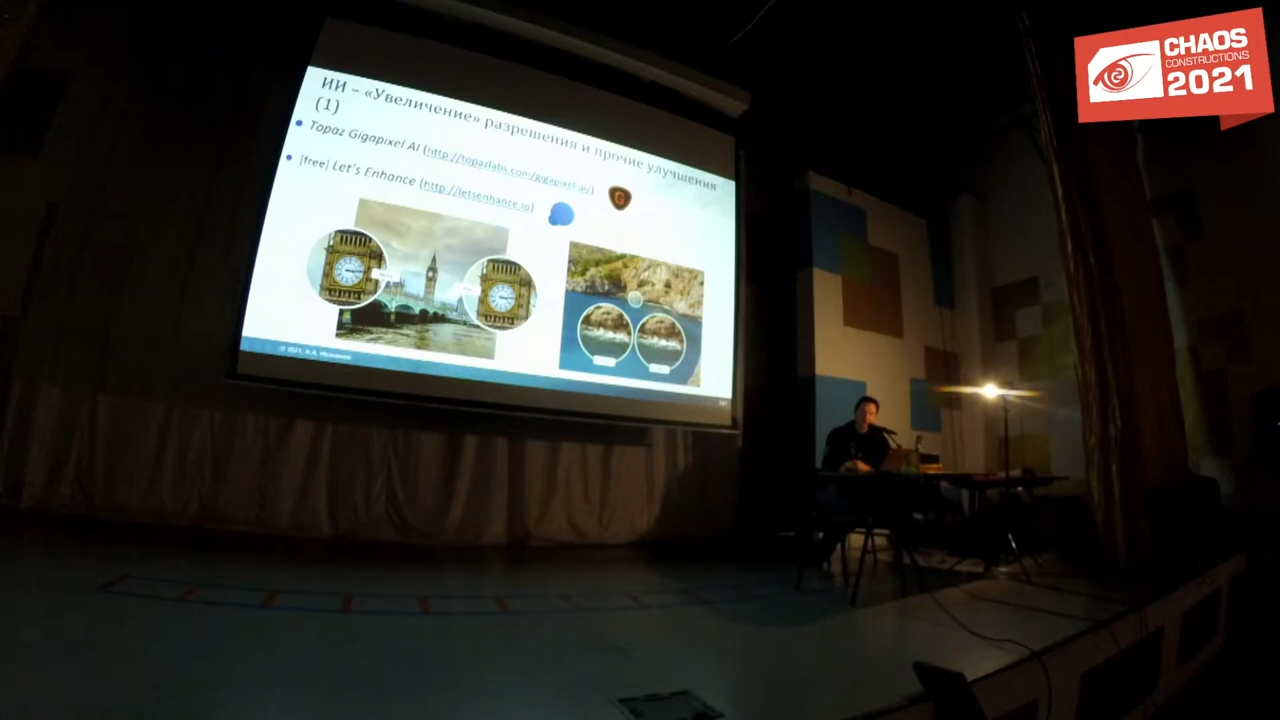 CHAOS
CONSTRUCTIONS
2021
ИИ – «Увеличение» разрешения и прочие улучшения
(1)
Topaz Gigapixel AI (http://topazlabs.com/gigapixel-ai/)
[free] Let's Enhance (http://letsenhance.io)
G
© 2021, А.А.